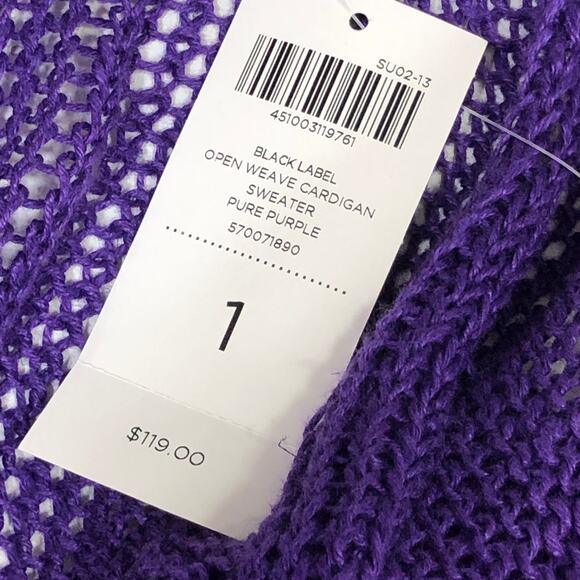 SU02-13
451003119761
BLACK LABEL
OPEN WEAVE CARDIGAN
SWEATER
PURE PURPLE
570071890
1
$119.00